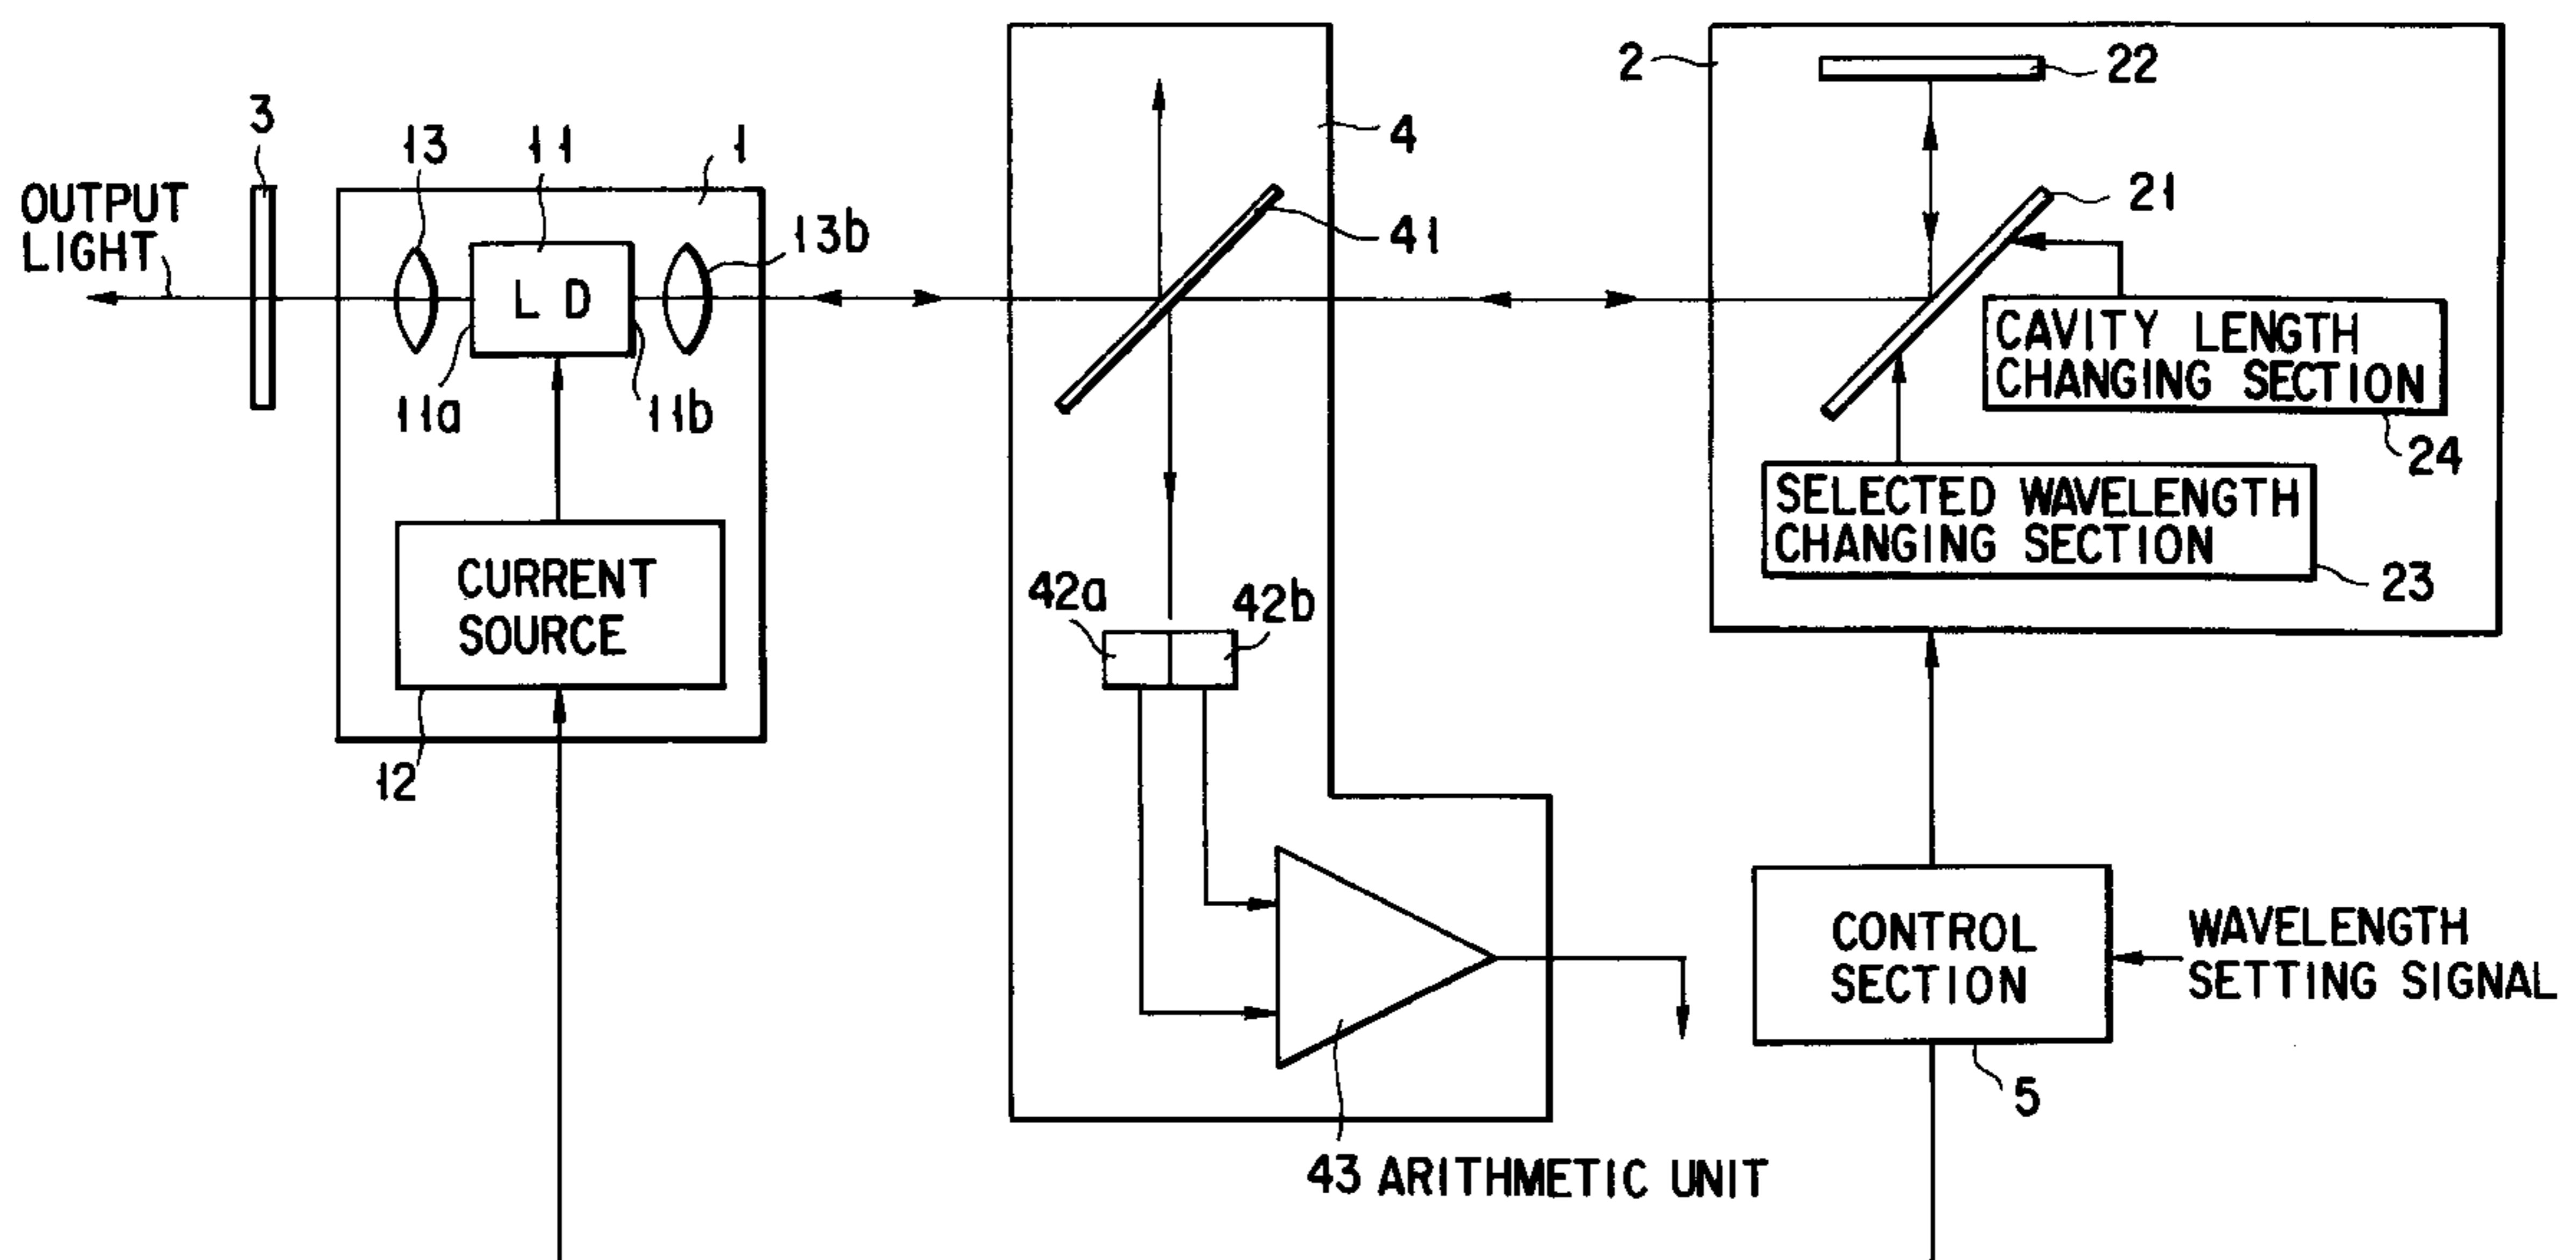 3
OUTPUT
LIGHT
13
11
1
13b
L D
11a
11b
CURRENT
SOURCE
12
4
41
42a
42b
43 ARITHMETIC UNIT
2
22
21
CAVITY LENGTH
CHANGING SECTION
24
SELECTED WAVELENGTH
CHANGING SECTION
23
CONTROL
SECTION
5
WAVELENGTH
SETTING SIGNAL